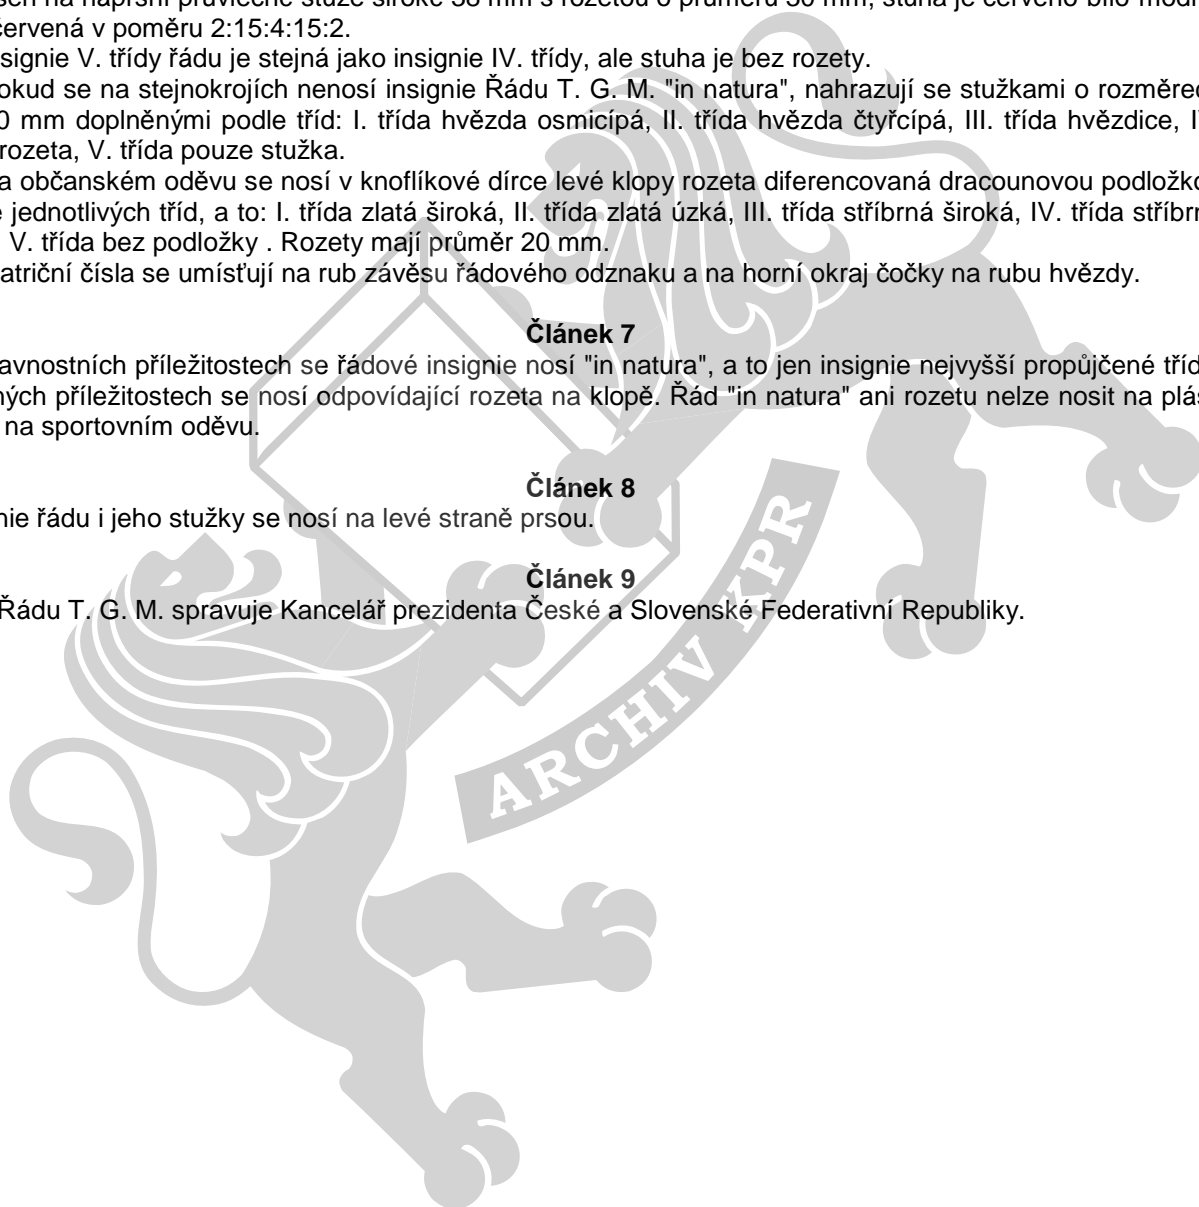 na náprsní průvlečné stuze široké 38 mm s rozetou o průměru 30 mm, stuha je červeno bílo
červená v poměru 2:15:4:15:2.
signie V. třídy řádu je stejná jako insignie IV. třídy, ale stuha je bez rozety.
okud se na stejnokrojích nenosí insignie Řádu T. G. M. "in natura", nahrazují se stužkami o rozměrec
0 mm doplněnými podle tříd: I. třída hvězda osmicípá, II. třída hvězda čtyřcípá, III. třída hvězdice,
rozeta, V. třída pouze stužka.
a občanském oděvu se nosí v knoflíkové dírce levé klopy rozeta diferencovaná dracounovou podložko
e jednotlivých tříd, a to: I. třída zlatá široká, II. třída zlatá úzká, III. třída stříbrná široká, IV. třída stříbrn
V. třída bez podložky . Rozety mají průměr 20 mm.
atriční čísla se umísťují na rub závěsu řádového odznaku a na horní okraj čočky na rubu hvězdy.
Článek 7
avnostních příležitostech se řádové insignie nosí "in natura", a to jen insignie nejvyšší propůjčené tříd
ných příležitostech se nosí odpovídající rozeta na klopě. Řád "in natura" ani rozetu nelze nosit na pláš
na sportovním oděvu.
Článek 8
nie řádu i jeho stužky se nosí na levé straně prsou.
Článek 9
Řádu T. G. M. spravuje Kancelář prezidenta České a Slovenské Federativní Republiky.
ARCHIV KPR